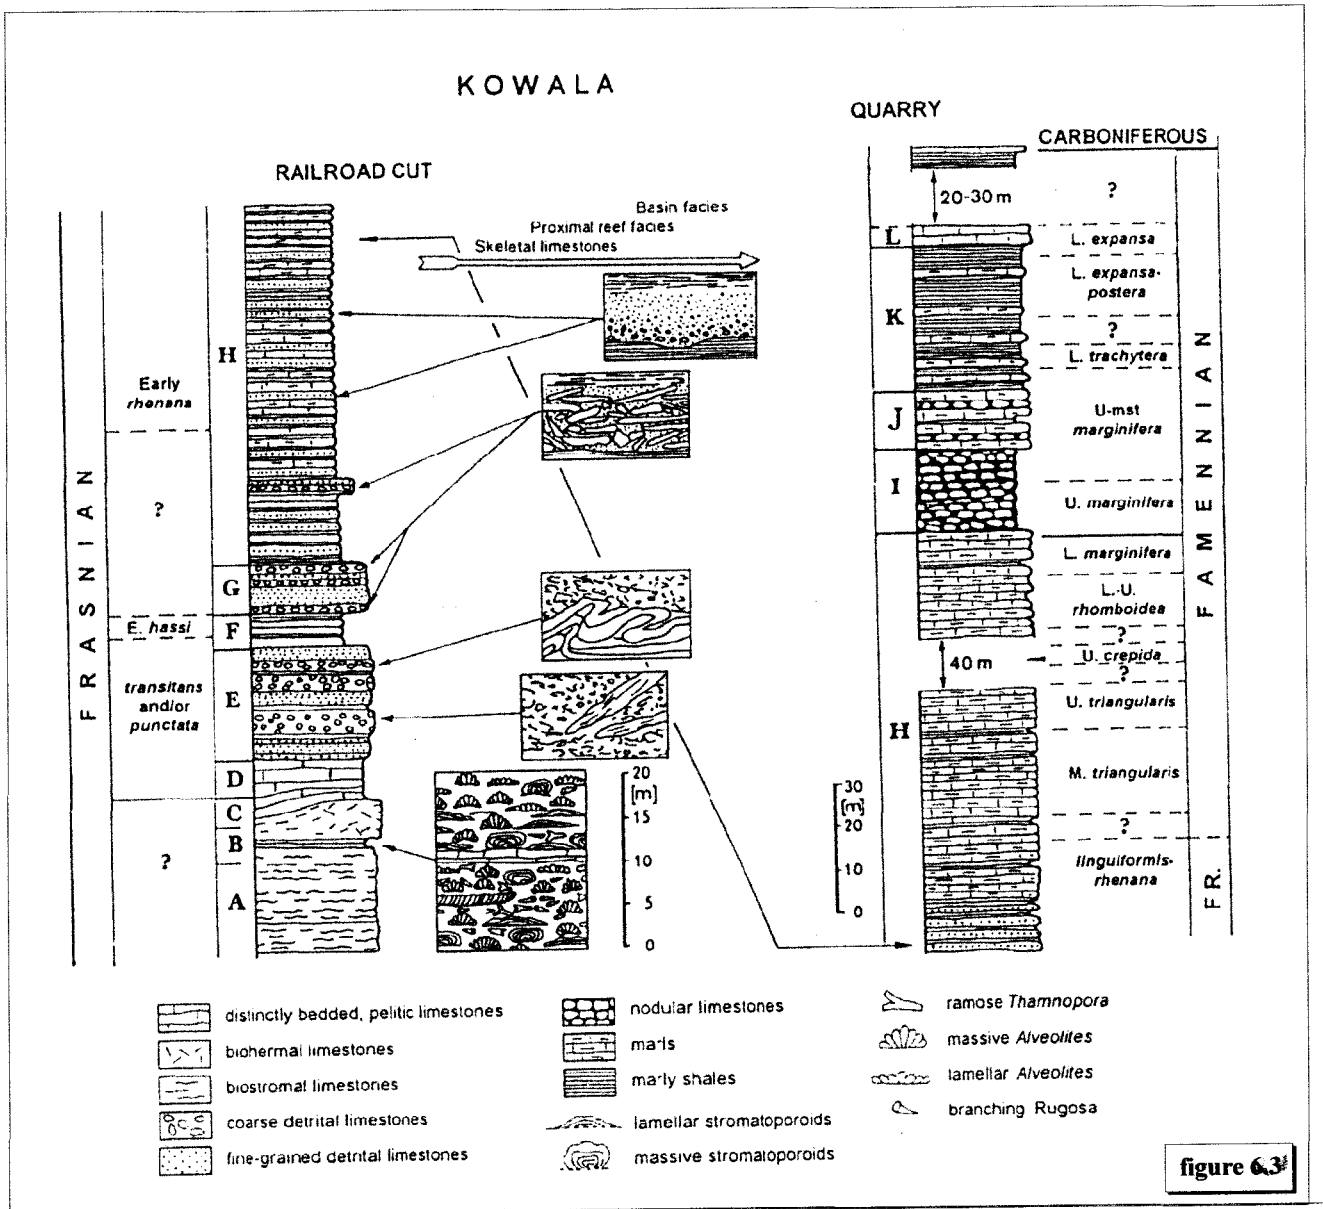 KOWALA
QUARRY
CARBONIFEROUS
RAILROAD CUT
Basin facies
Proximal reef facies
Skeletal limestones
FRASNIAN
Early
rhenana
?
E. hassi
transitans
and/or
punctata
?
H
G
F
E
D
C
B
A
20
[m]
15
10
5
0
30
[m]
20
10
0
L
K
J
I
H
20-30 m
40 m
?
L. expansa
L. expansa-
postera
?
L. trachytera
U-mst
marginifera
U. marginifera
L. marginifera
L.-U.
rhomboidea
?
U. crepida
?
U. triangularis
M. triangularis
?
linguiformis-
rhenana
FAMENNIAN
FR.
distinctly bedded, pelitic limestones
biohermal limestones
biostromal limestones
coarse detrital limestones
fine-grained detrital limestones
nodular limestones
marls
marly shales
lamellar stromatoporoids
massive stromatoporoids
ramose Thamnopora
massive Alveolites
lamellar Alveolites
branching Rugosa
figure 6.3